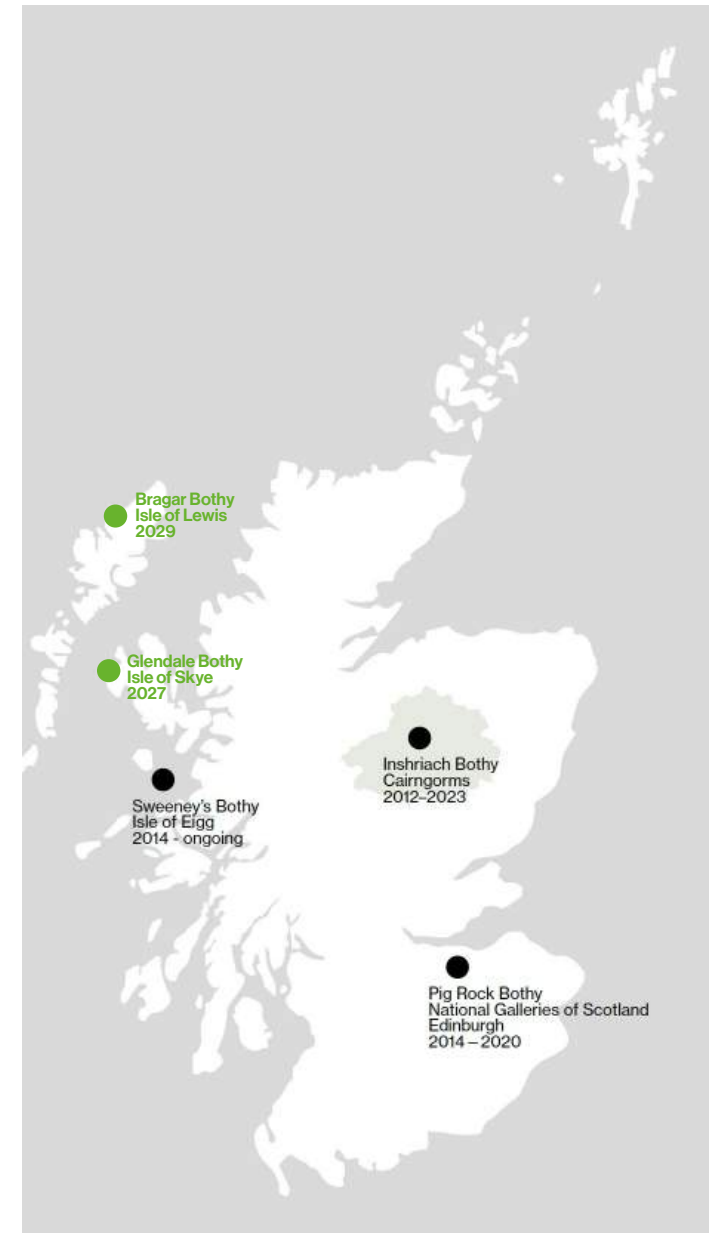 Bragar Bothy
Isle of Lewis
2029
Glendale Bothy
Isle of Skye
2027
Inshriach Bothy
Cairngorms
2012–2023
Sweeney's Bothy
Isle of Eigg
2014 - ongoing
Pig Rock Bothy
National Galleries of Scotland
Edinburgh
2014 – 2020